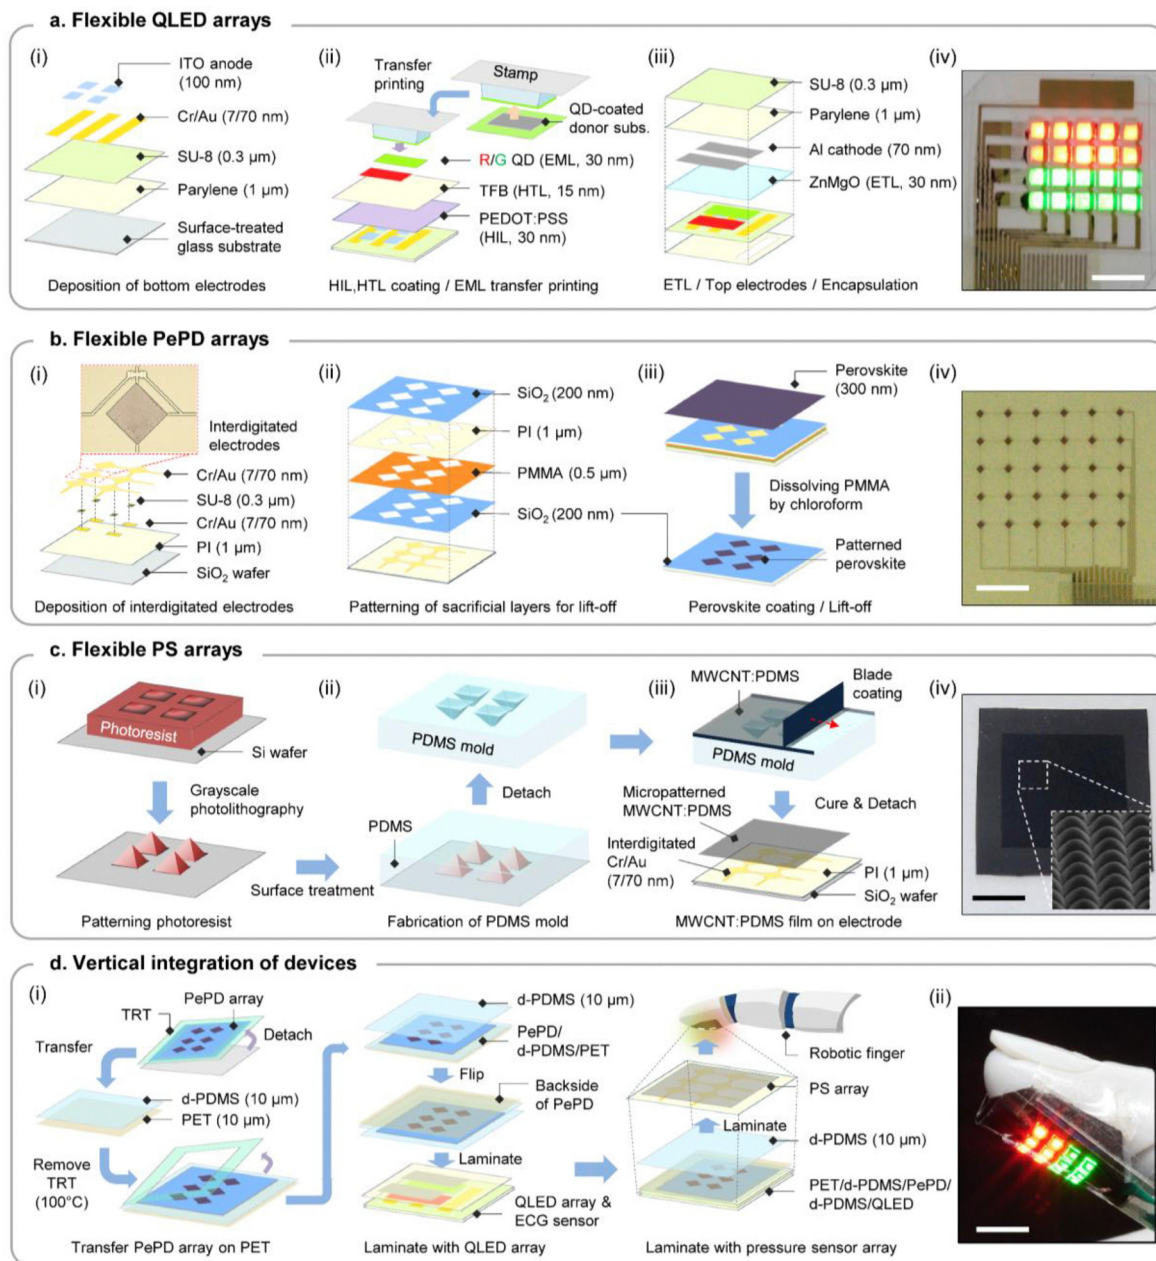 a. Flexible QLED arrays
(i)
ITO anode
(100 nm)
Cr/Au (7/70 nm)
SU-8 (0.3 µm)
Parylene (1 µm)
Surface-treated
glass substrate
Deposition of bottom electrodes
(ii)
Transfer
printing
Stamp
QD-coated
donor subs.
R/G QD (EML, 30 nm)
TFB (HTL, 15 nm)
PEDOT:PSS
(HIL, 30 nm)
HIL,HTL coating / EML transfer printing
(iii)
SU-8 (0.3 µm)
Parylene (1 µm)
Al cathode (70 nm)
ZnMgO (ETL, 30 nm)
ETL / Top electrodes / Encapsulation
(iv)
b. Flexible PePD arrays
(i)
Interdigitated
electrodes
Cr/Au (7/70 nm)
SU-8 (0.3 µm)
Cr/Au (7/70 nm)
PI (1 µm)
SiO₂ wafer
Deposition of interdigitated electrodes
(ii)
SiO₂ (200 nm)
PI (1 µm)
PMMA (0.5 µm)
SiO₂ (200 nm)
Patterning of sacrificial layers for lift-off
(iii)
Perovskite
(300 nm)
Dissolving PMMA
by chloroform
Patterned
perovskite
Perovskite coating / Lift-off
(iv)
c. Flexible PS arrays
(i)
Photoresist
Si wafer
Grayscale
photolithography
Surface treatment
Patterning photoresist
(ii)
PDMS mold
Detach
PDMS
Fabrication of PDMS mold
(iii)
MWCNT:PDMS
Blade
coating
PDMS mold
Micropatterned
MWCNT:PDMS
Cure & Detach
Interdigitated
Cr/Au
(7/70 nm)
PI (1 µm)
SiO₂ wafer
MWCNT:PDMS film on electrode
(iv)
d. Vertical integration of devices
(i)
PePD array
TRT
Detach
Transfer
d-PDMS (10 µm)
PET (10 µm)
Remove
TRT
(100°C)
Transfer PePD array on PET
d-PDMS (10 µm)
PePD/
d-PDMS/PET
Flip
Backside
of PePD
Laminate
QLED array &
ECG sensor
Laminate with QLED array
Robotic finger
PS array
Laminate
d-PDMS (10 µm)
PET/d-PDMS/PePD/
d-PDMS/QLED
Laminate with pressure sensor array
(ii)